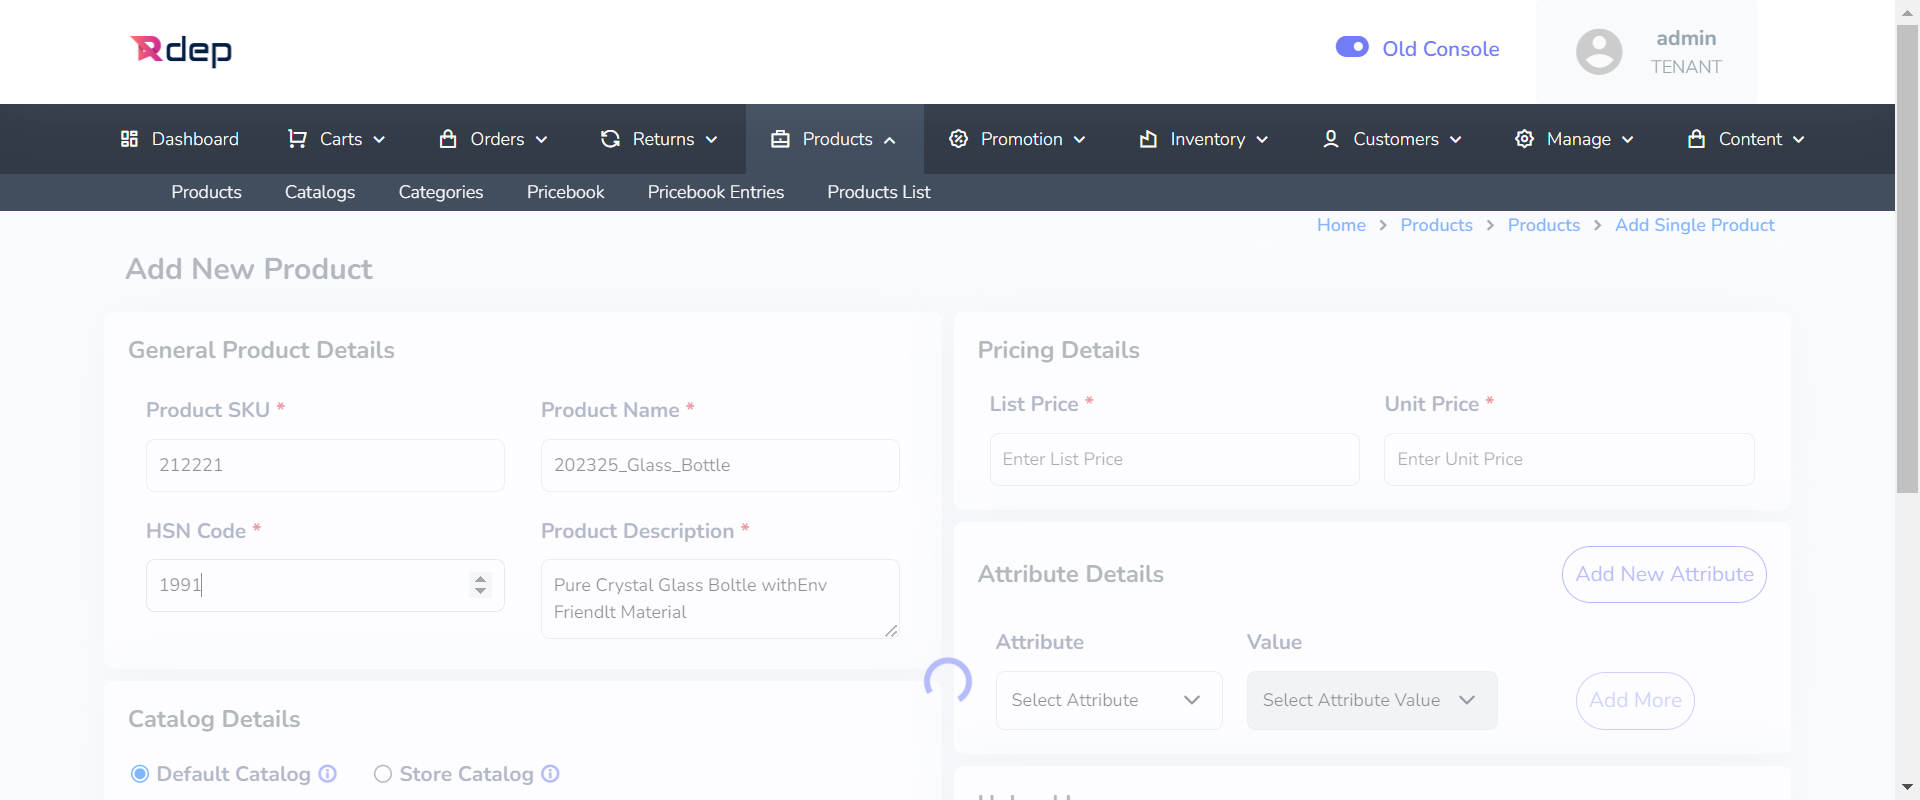 Rdep
Old Console
admin
TENANT
Dashboard
Carts
Orders
Returns
Products
Promotion
Inventory
Customers
Manage
Content
Products
Catalogs
Categories
Pricebook
Pricebook Entries
Products List
Home > Products > Products > Add Single Product
Add New Product
General Product Details
Product SKU *
Product Name *
212221
202325_Glass_Bottle
HSN Code *
Product Description *
1991
Pure Crystal Glass Boltle withEnv
Friendlt Material
Catalog Details
Default Catalog
Store Catalog
Pricing Details
List Price *
Unit Price *
Enter List Price
Enter Unit Price
Attribute Details
Add New Attribute
Attribute
Value
Select Attribute
Select Attribute Value
Add More